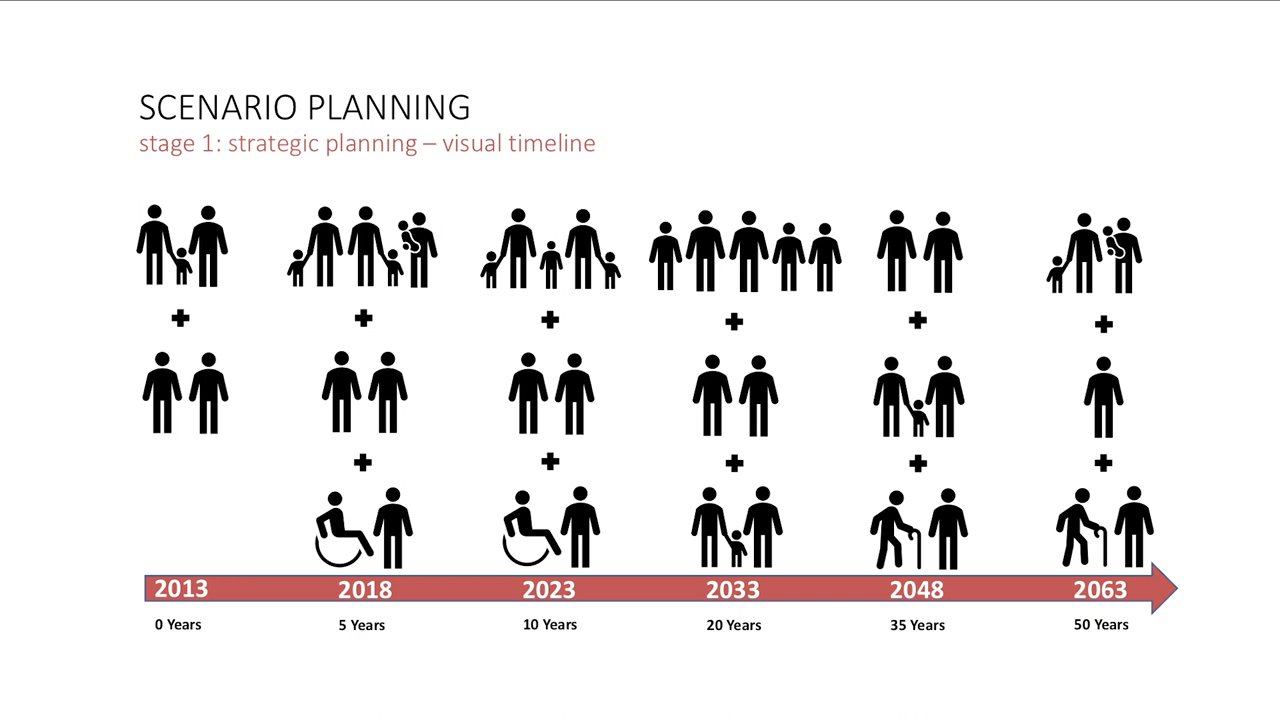 SCENARIO PLANNING
stage 1: strategic planning – visual timeline
2013 2018 2023 2033 2048 2063
0 Years 5 Years 10 Years 20 Years 35 Years 50 Years